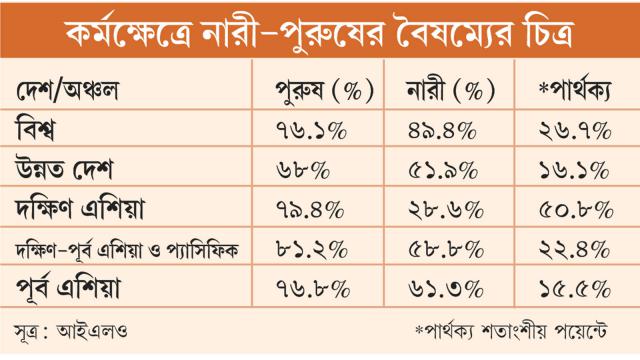 কর্মক্ষেত্রে নারী-পুরুষের বৈষম্যের চিত্র
দেশ/অঞ্চল পুরুষ (%) নারী (%) *পার্থক্য
বিশ্ব ৭৬.১% ৪৯.৪% ২৬.৭%
উন্নত দেশ ৬৮% ৫১.৯% ১৬.১%
দক্ষিণ এশিয়া ৭৯.৪% ২৮.৬% ৫০.৮%
দক্ষিণ-পূর্ব এশিয়া ও প্যাসিফিক ৮১.২% ৫৮.৮% ২২.৪%
পূর্ব এশিয়া ৭৬.৮% ৬১.৩% ১৫.৫%
সূত্র: আইএলও *পার্থক্য শতাংশীয় পয়েন্টে